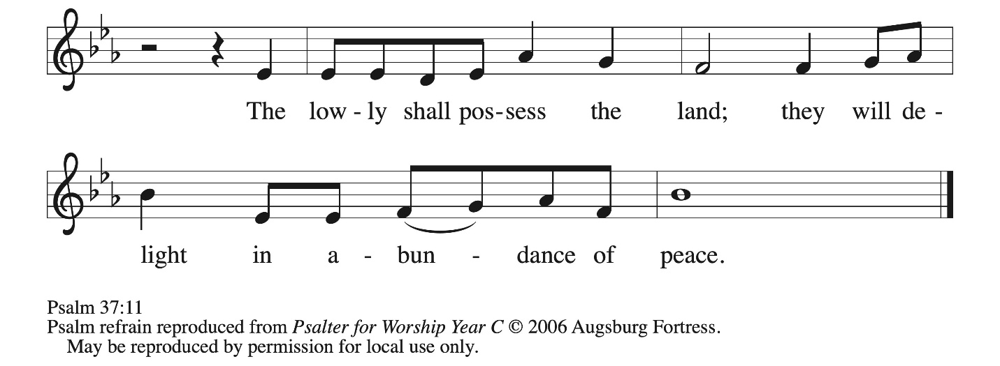 The low - ly shall pos - sess the land; they will de -
light in a - bun - dance of peace.
Psalm 37:11
Psalm refrain reproduced from Psalter for Worship Year C © 2006 Augsburg Fortress.
May be reproduced by permission for local use only.